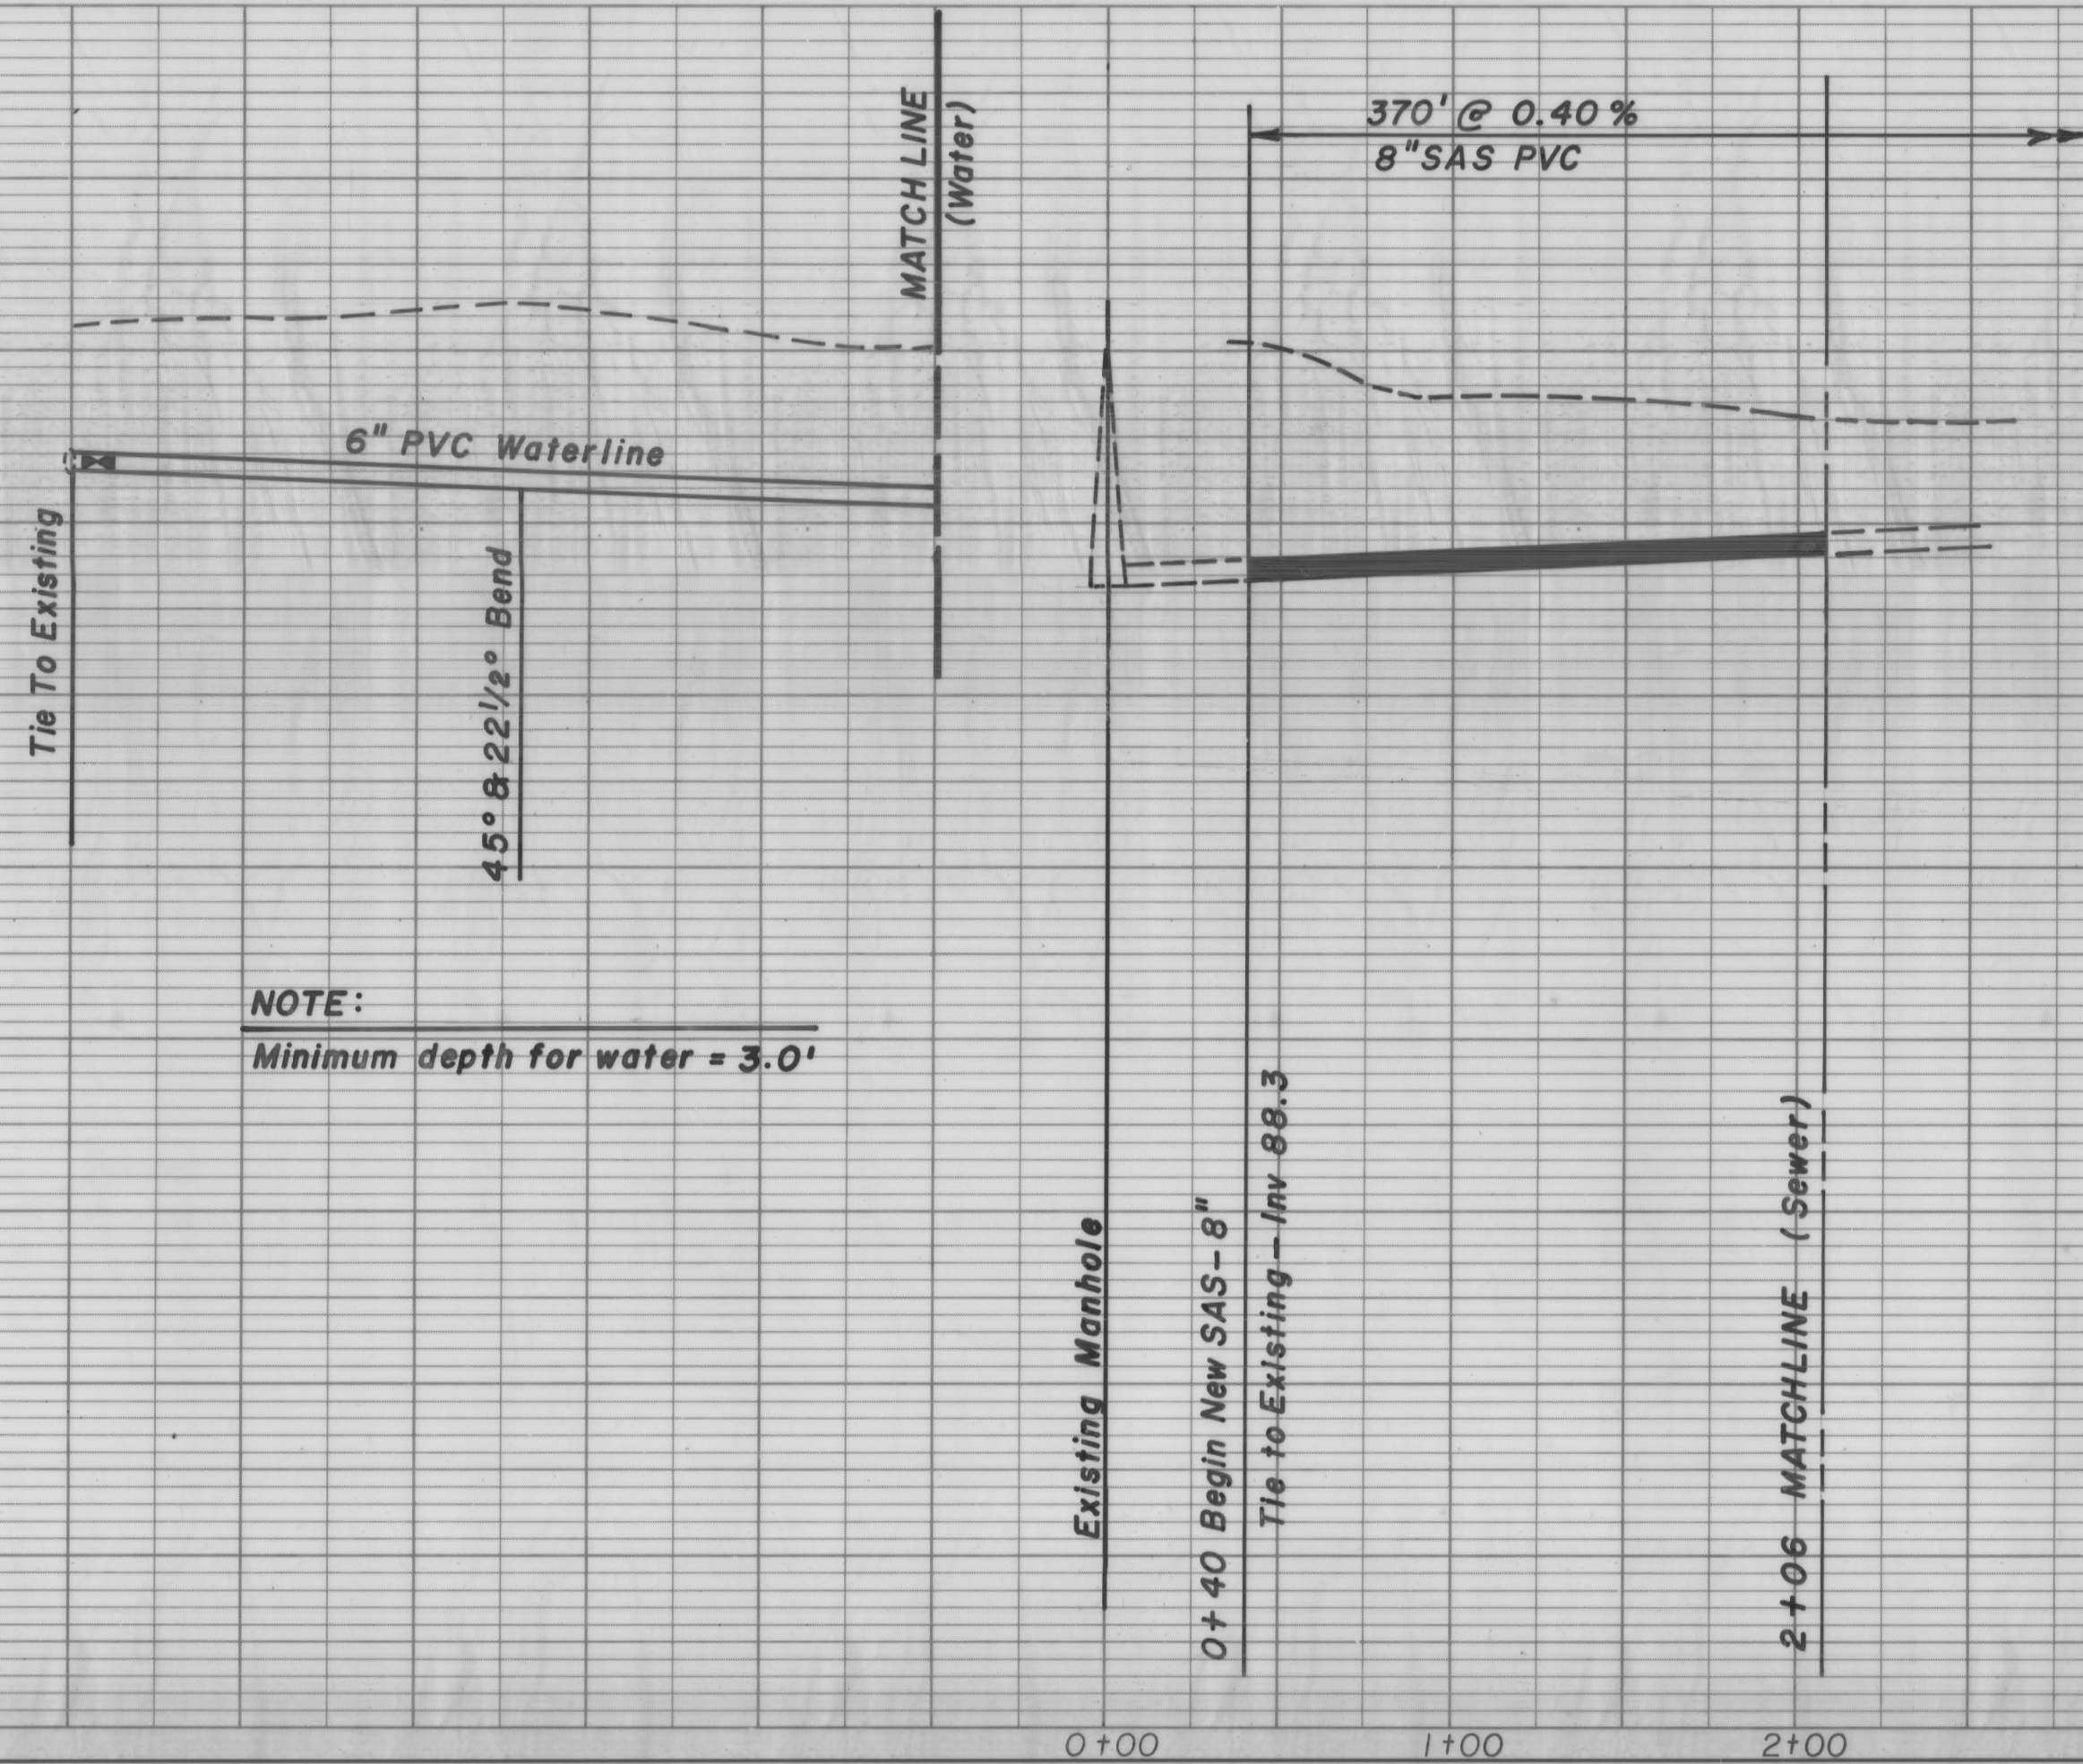 370' @ 0.40 %
8" SAS PVC
MATCH LINE
(Water)
6" PVC Waterline
Tie To Existing
45° & 22 1/2° Bend
NOTE:
Minimum depth for water = 3.0'
Existing Manhole
0+40 Begin New SAS-8"
Tie to Existing-Inv 88.3
2+06 MATCHLINE (Sewer)
0+00
1+00
2+00